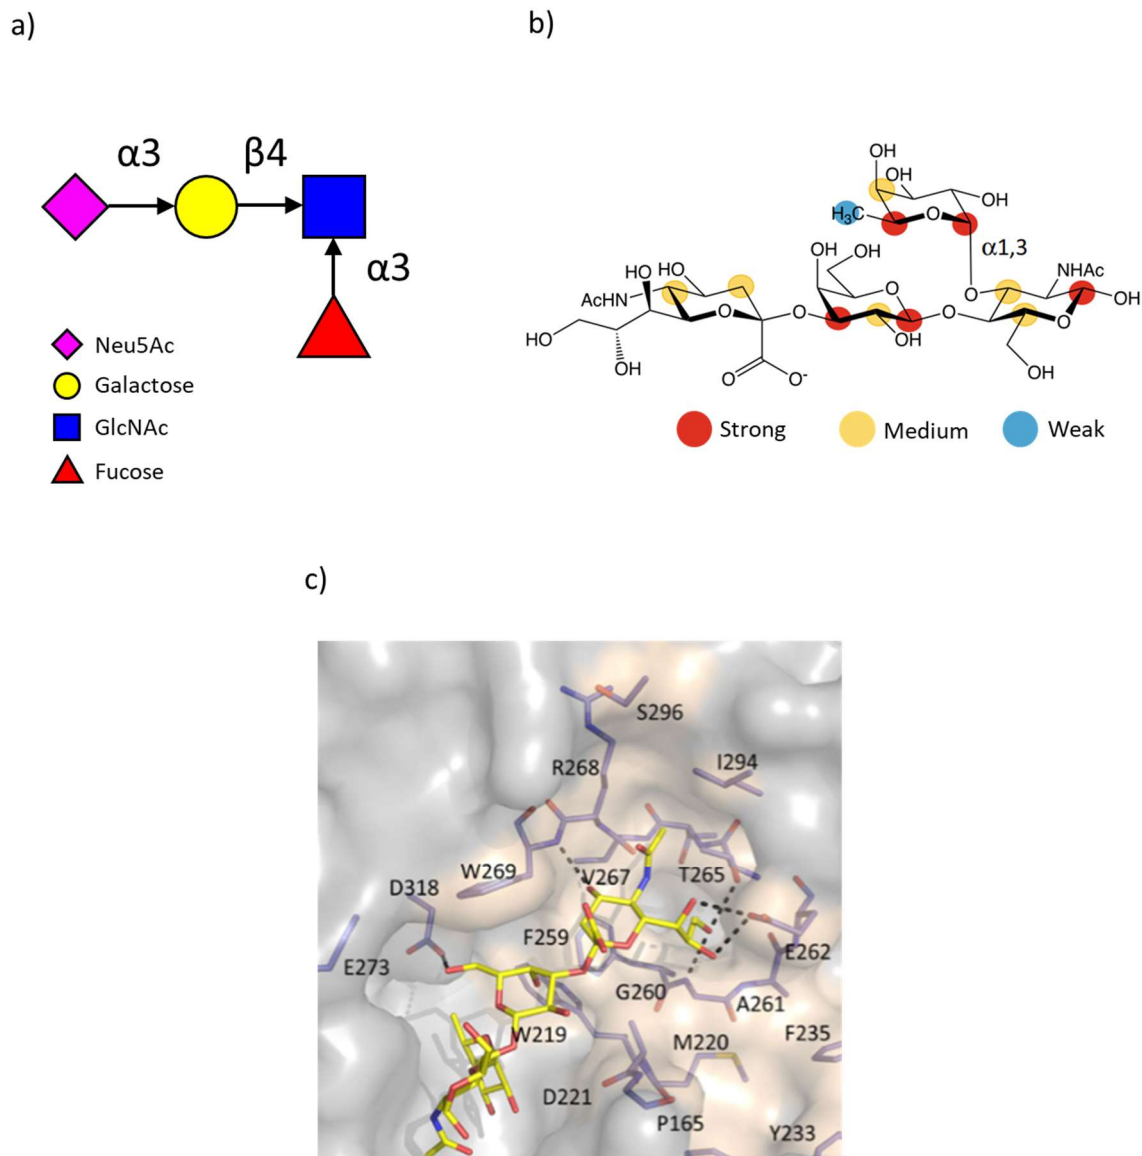 a)
b)
α3
β4
α3
Neu5Ac
Galactose
GlcNAc
Fucose
OH
OH
H₃C
O
OH
α1,3
OH
OH
HO
HO
NHAc
AcHN
O
O
O
O
O
OH
HO
OH
O
OH
O
O⁻
OH
Strong
Medium
Weak
c)
S296
R268
I294
W269
V267
T265
D318
F259
E262
E273
G260
A261
W219
M220
F235
D221
P165
Y233